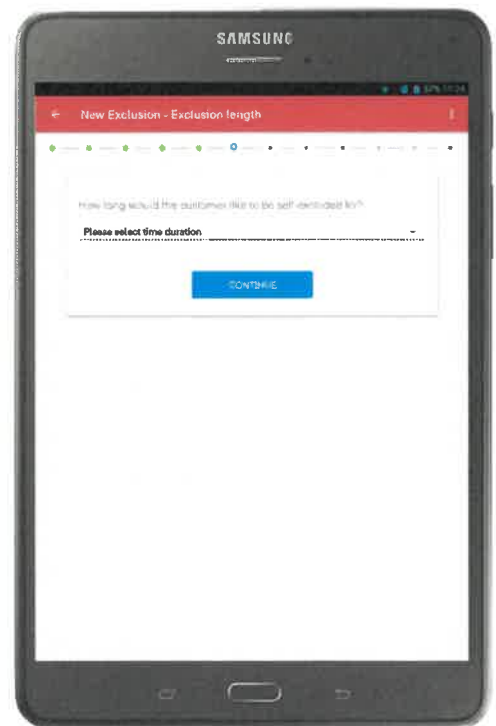 SAMSUNG
New Exclusion - Exclusion length
How long would the customer like to be self-excluded for?
Please select time duration
CONTINUE